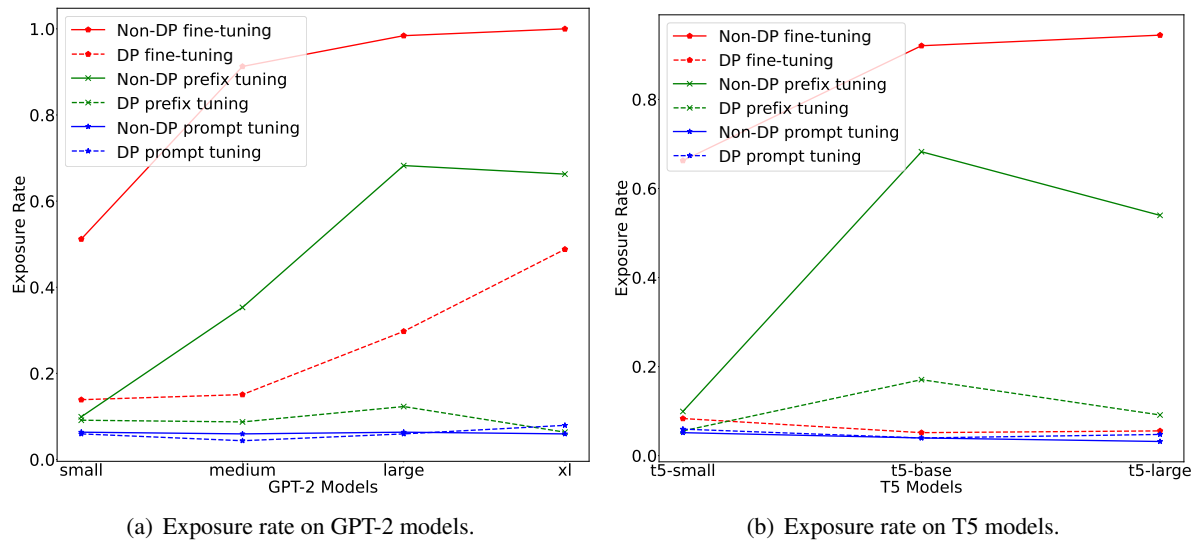 Non-DP fine-tuning
DP fine-tuning
Non-DP prefix tuning
DP prefix tuning
Non-DP prompt tuning
DP prompt tuning
1.0
0.8
0.6
0.4
0.2
0.0
Exposure Rate
small
medium
large
xl
GPT-2 Models
(a) Exposure rate on GPT-2 models.
Non-DP fine-tuning
DP fine-tuning
Non-DP prefix tuning
DP prefix tuning
Non-DP prompt tuning
DP prompt tuning
0.8
0.6
0.4
0.2
0.0
Exposure Rate
t5-small
t5-base
t5-large
T5 Models
(b) Exposure rate on T5 models.